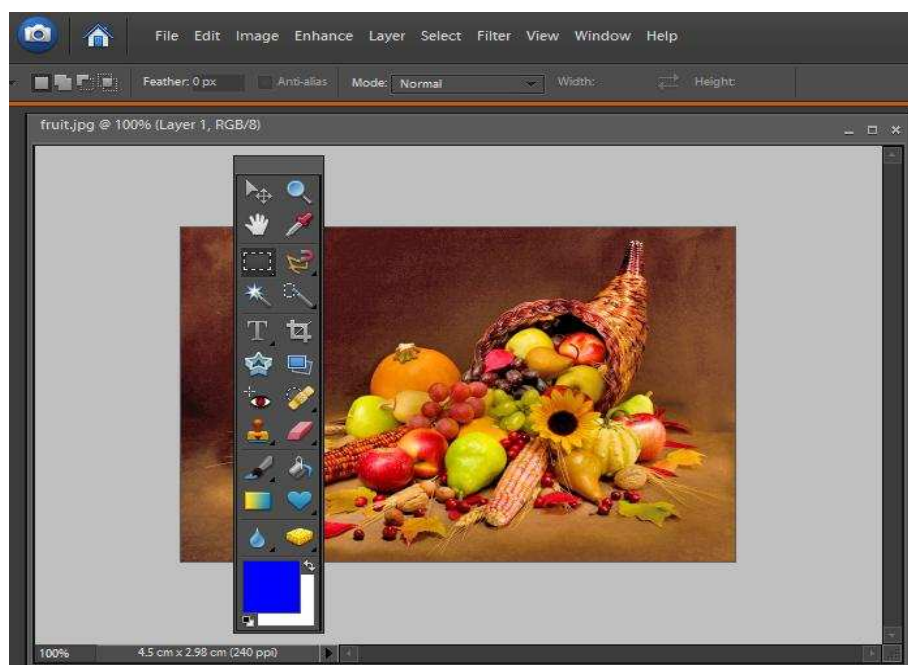 File Edit Image Enhance Layer Select Filter View Window Help
Feather: 0 px Anti-alias Mode: Normal Width: Height:
fruit.jpg @ 100% (Layer 1, RGB/8)
T
100% 4.5 cm x 2.98 cm (240 ppi)